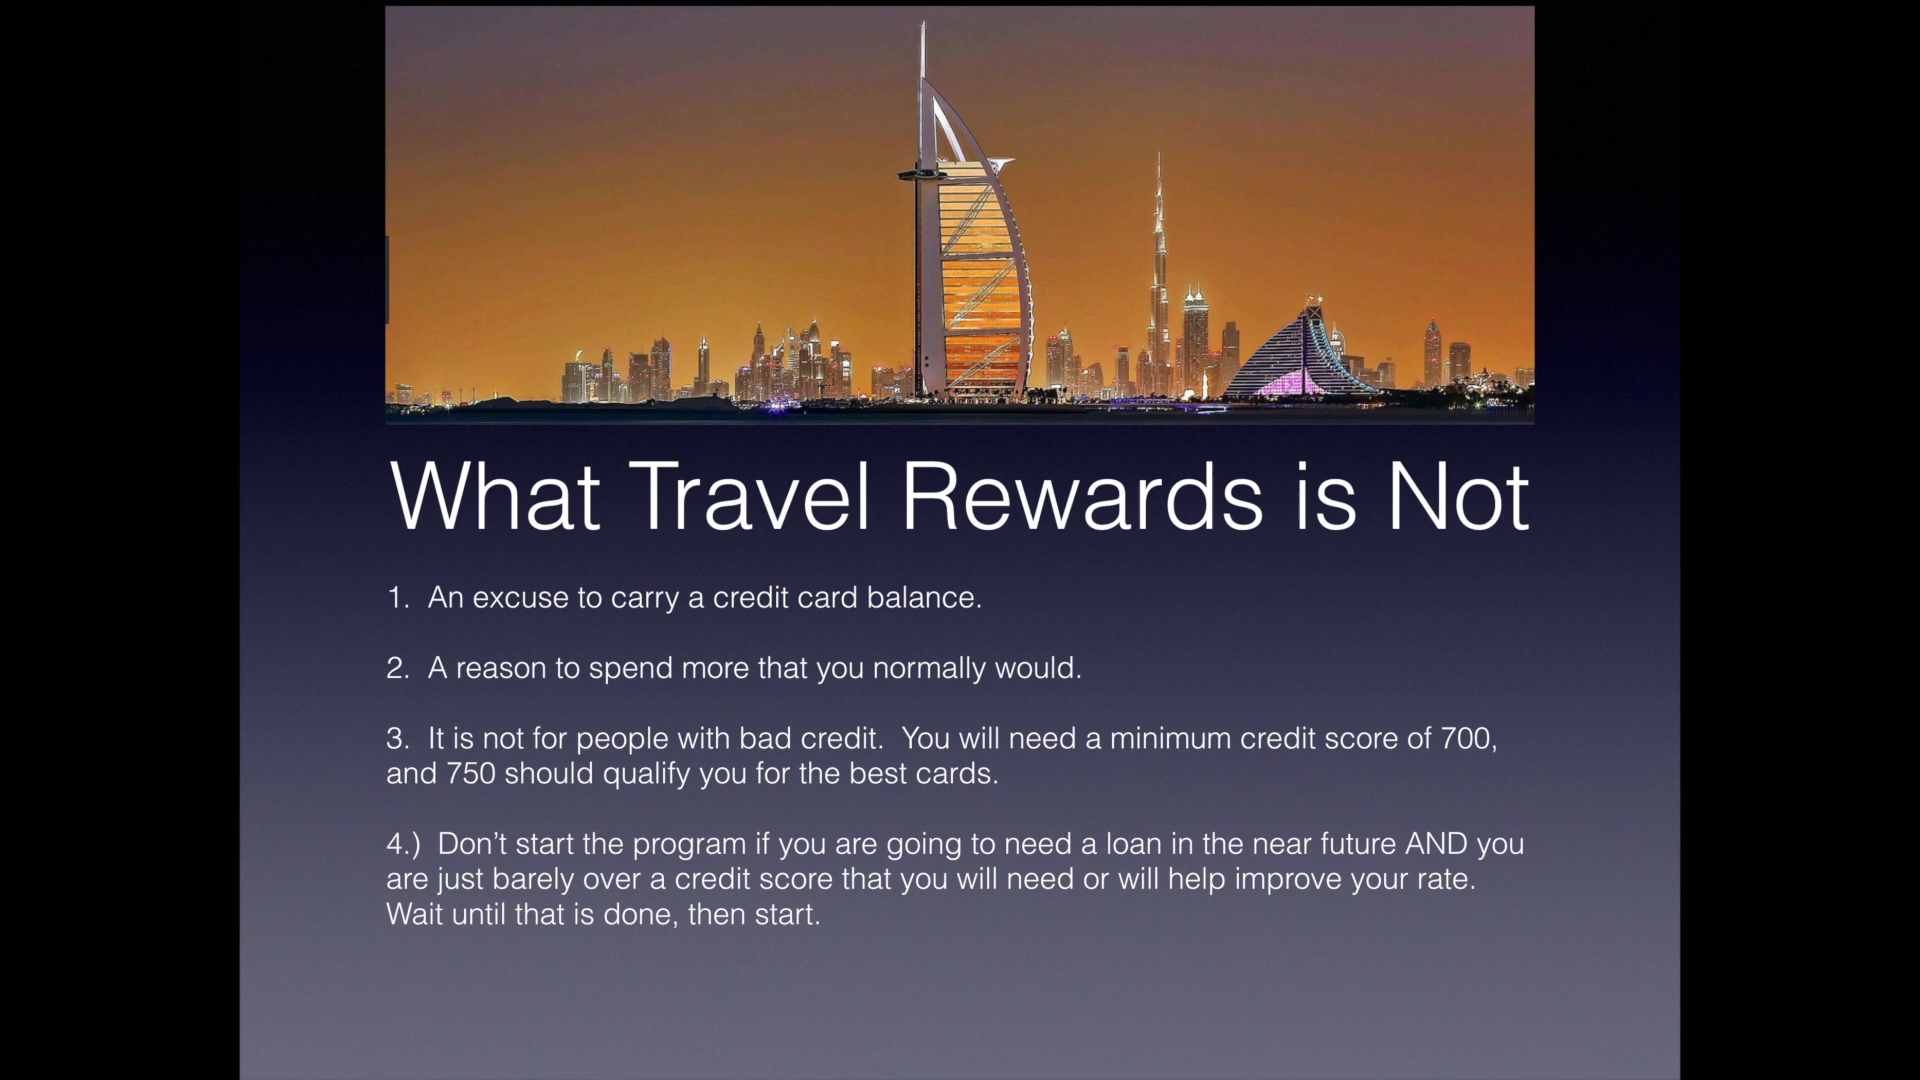 What Travel Rewards is Not
1.  An excuse to carry a credit card balance.
2.  A reason to spend more that you normally would.
3.  It is not for people with bad credit.  You will need a minimum credit score of 700,
and 750 should qualify you for the best cards.
4.)  Don’t start the program if you are going to need a loan in the near future AND you
are just barely over a credit score that you will need or will help improve your rate.
Wait until that is done, then start.